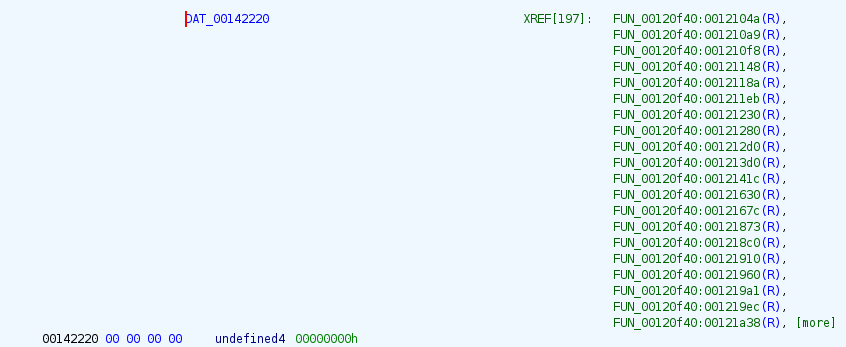 DAT_00142220 XREF[197]: FUN_00120f40:0012104a(R),
FUN_00120f40:001210a9(R),
FUN_00120f40:001210f8(R),
FUN_00120f40:00121148(R),
FUN_00120f40:0012118a(R),
FUN_00120f40:001211eb(R),
FUN_00120f40:00121230(R),
FUN_00120f40:00121280(R),
FUN_00120f40:001212d0(R),
FUN_00120f40:001213d0(R),
FUN_00120f40:0012141c(R),
FUN_00120f40:00121630(R),
FUN_00120f40:0012167c(R),
FUN_00120f40:00121873(R),
FUN_00120f40:001218c0(R),
FUN_00120f40:00121910(R),
FUN_00120f40:00121960(R),
FUN_00120f40:001219a1(R),
FUN_00120f40:001219ec(R),
FUN_00120f40:00121a38(R), [more]
00142220 00 00 00 00 undefined4 00000000h